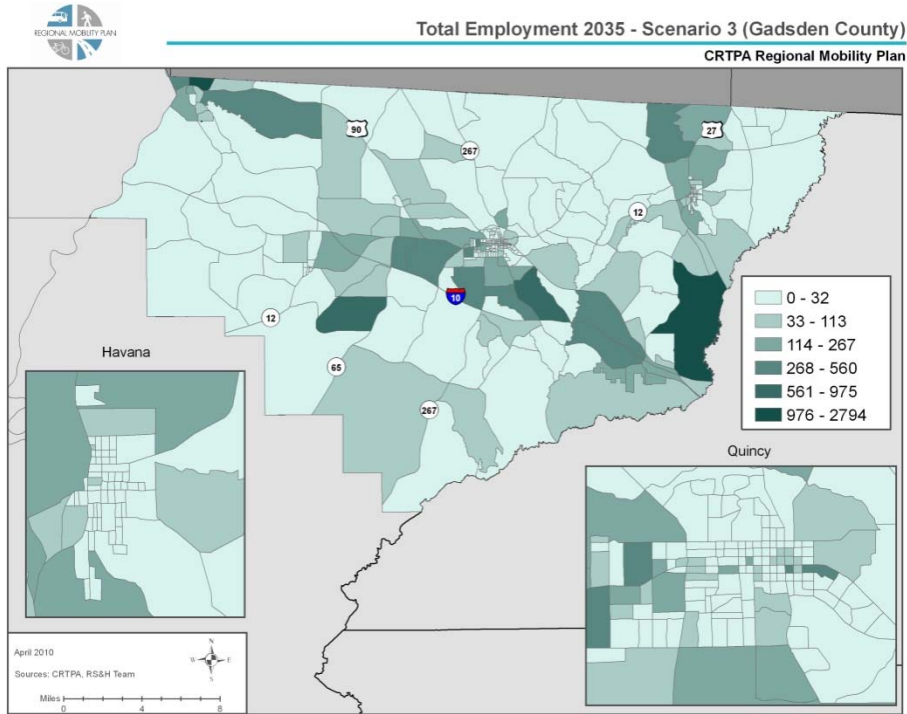 REGIONAL MOBILITY PLAN
Total Employment 2035 - Scenario 3 (Gadsden County)
CRTPA Regional Mobility Plan
90
27
267
12
10
12
65
267
0 - 32
33 - 113
114 - 267
268 - 560
561 - 975
976 - 2794
Havana
Quincy
April 2010
Sources: CRTPA, RS&H Team
N
W
E
S
Miles
0
4
8